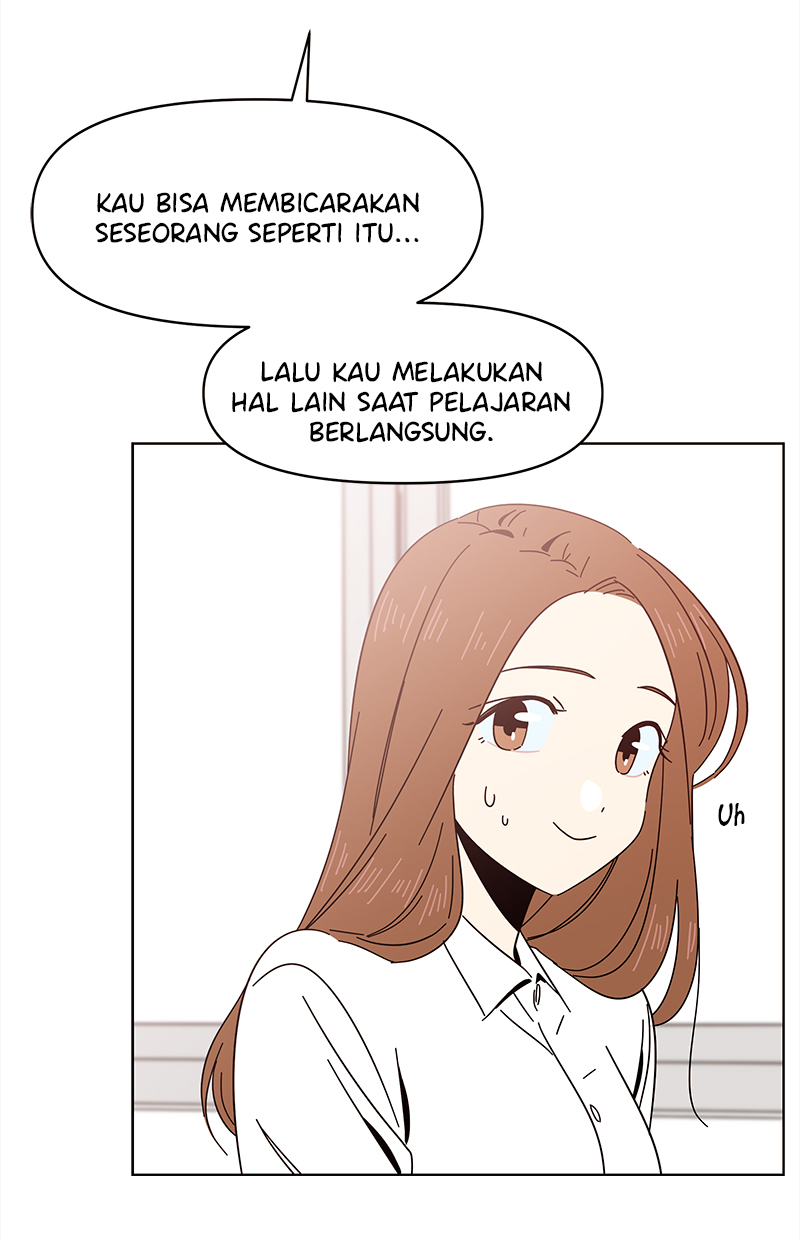 KAU BISA MEMBICARAKAN
SESEORANG SEPERTI ITU...
LALU KAU MELAKUKAN
HAL LAIN SAAT PELAJARAN
BERLANGSUNG.
Uh